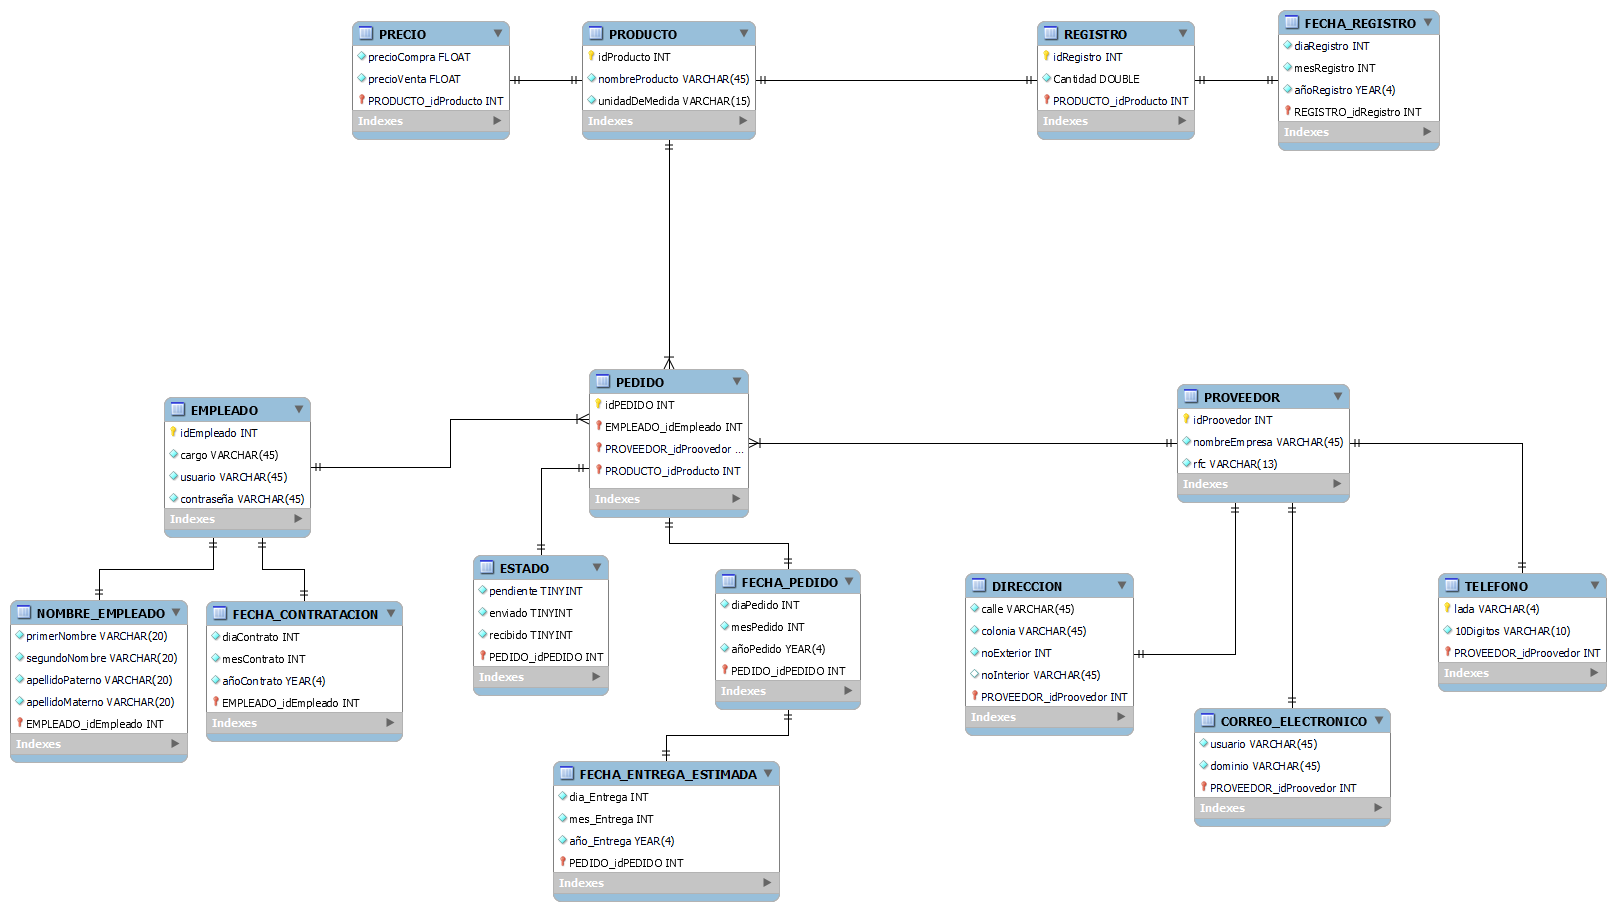 PRECIO
precioCompra FLOAT
precioVenta FLOAT
PRODUCTO_idProducto INT
Indexes
PRODUCTO
idProducto INT
nombreProducto VARCHAR(45)
unidadDeMedida VARCHAR(15)
Indexes
REGISTRO
idRegistro INT
Cantidad DOUBLE
PRODUCTO_idProducto INT
Indexes
FECHA_REGISTRO
diaRegistro INT
mesRegistro INT
añoRegistro YEAR(4)
REGISTRO_idRegistro INT
Indexes
EMPLEADO
idEmpleado INT
cargo VARCHAR(45)
usuario VARCHAR(45)
contraseña VARCHAR(45)
Indexes
PEDIDO
idPEDIDO INT
EMPLEADO_idEmpleado INT
PROVEEDOR_idProovedor ...
PRODUCTO_idProducto INT
Indexes
PROVEEDOR
idProovedor INT
nombreEmpresa VARCHAR(45)
rfc VARCHAR(13)
Indexes
NOMBRE_EMPLEADO
primerNombre VARCHAR(20)
segundoNombre VARCHAR(20)
apellidoPaterno VARCHAR(20)
apellidoMaterno VARCHAR(20)
EMPLEADO_idEmpleado INT
Indexes
FECHA_CONTRATACION
diaContrato INT
mesContrato INT
añoContrato YEAR(4)
EMPLEADO_idEmpleado INT
Indexes
ESTADO
pendiente TINYINT
enviado TINYINT
recibido TINYINT
PEDIDO_idPEDIDO INT
Indexes
FECHA_PEDIDO
diaPedido INT
mesPedido INT
añoPedido YEAR(4)
PEDIDO_idPEDIDO INT
Indexes
DIRECCION
calle VARCHAR(45)
colonia VARCHAR(45)
noExterior INT
noInterior VARCHAR(45)
PROVEEDOR_idProovedor INT
Indexes
TELEFONO
lada VARCHAR(4)
10Digitos VARCHAR(10)
PROVEEDOR_idProovedor INT
Indexes
CORREO_ELECTRONICO
usuario VARCHAR(45)
dominio VARCHAR(45)
PROVEEDOR_idProovedor INT
Indexes
FECHA_ENTREGA_ESTIMADA
dia_Entrega INT
mes_Entrega INT
año_Entrega YEAR(4)
PEDIDO_idPEDIDO INT
Indexes